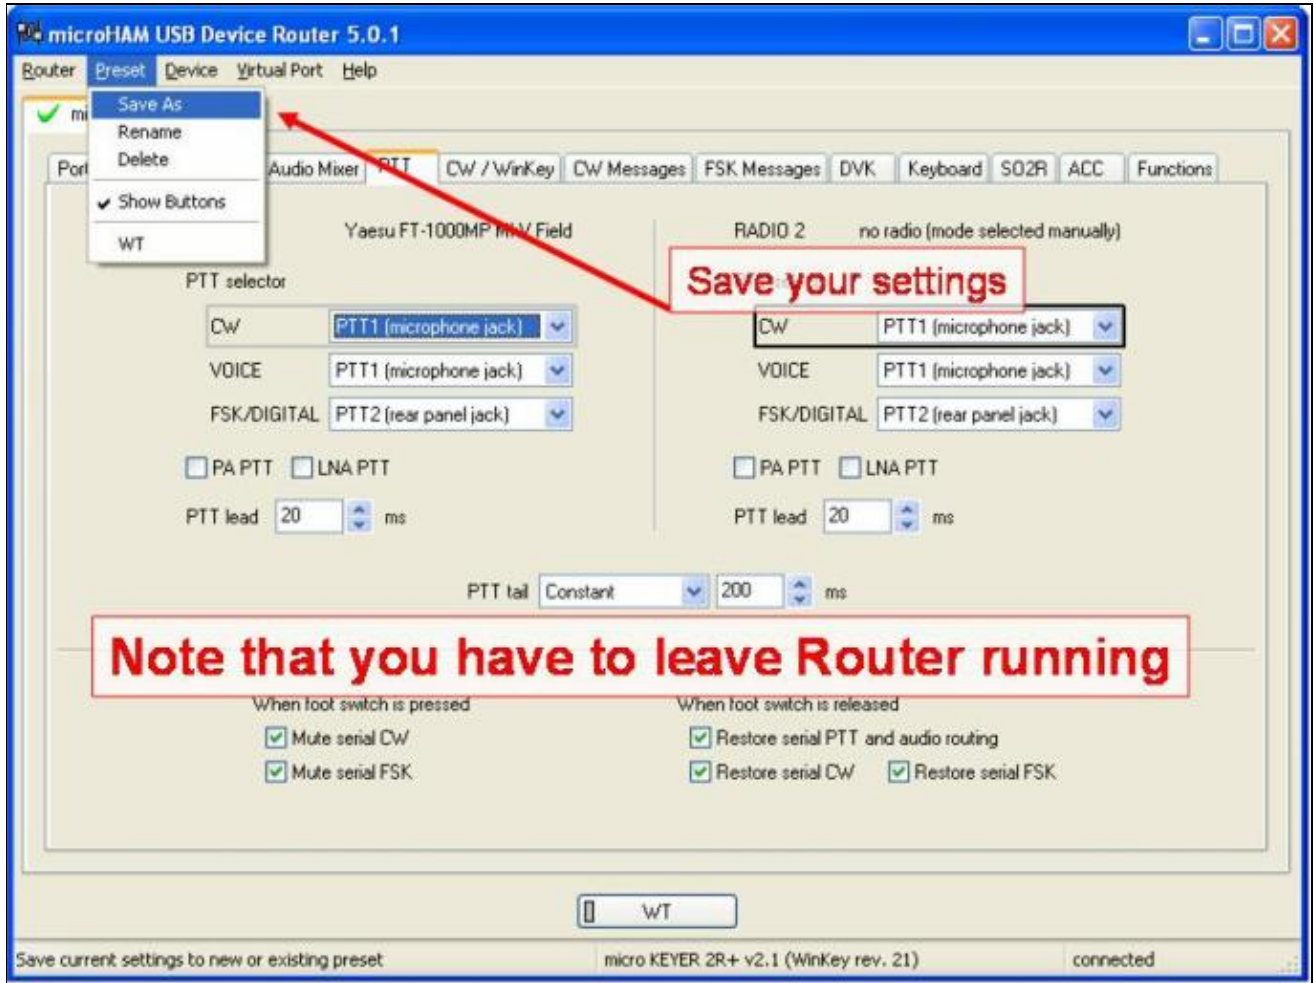 microHAM USB Device Router 5.0.1
Router Preset Device Virtual Port Help
Save As
Rename
Delete
Show Buttons
WT
Audio Mixer PTT CW / WinKey CW Messages FSK Messages DVK Keyboard SO2R ACC Functions
Yaesu FT-1000MP Field
RADIO 2 no radio (mode selected manually)
Save your settings
PTT selector
CW PTT1 (microphone jack)
CW PTT1 (microphone jack)
VOICE PTT1 (microphone jack)
VOICE PTT1 (microphone jack)
FSK/DIGITAL PTT2 (rear panel jack)
FSK/DIGITAL PTT2 (rear panel jack)
PA PTT LNA PTT
PA PTT LNA PTT
PTT lead 20 ms
PTT lead 20 ms
PTT tail Constant 200 ms
Note that you have to leave Router running
When foot switch is pressed
When foot switch is released
Mute serial CW
Restore serial PTT and audio routing
Mute serial FSK
Restore serial CW Restore serial FSK
WT
Save current settings to new or existing preset
micro KEYER 2R+ v2.1 (WinKey rev. 21)
connected